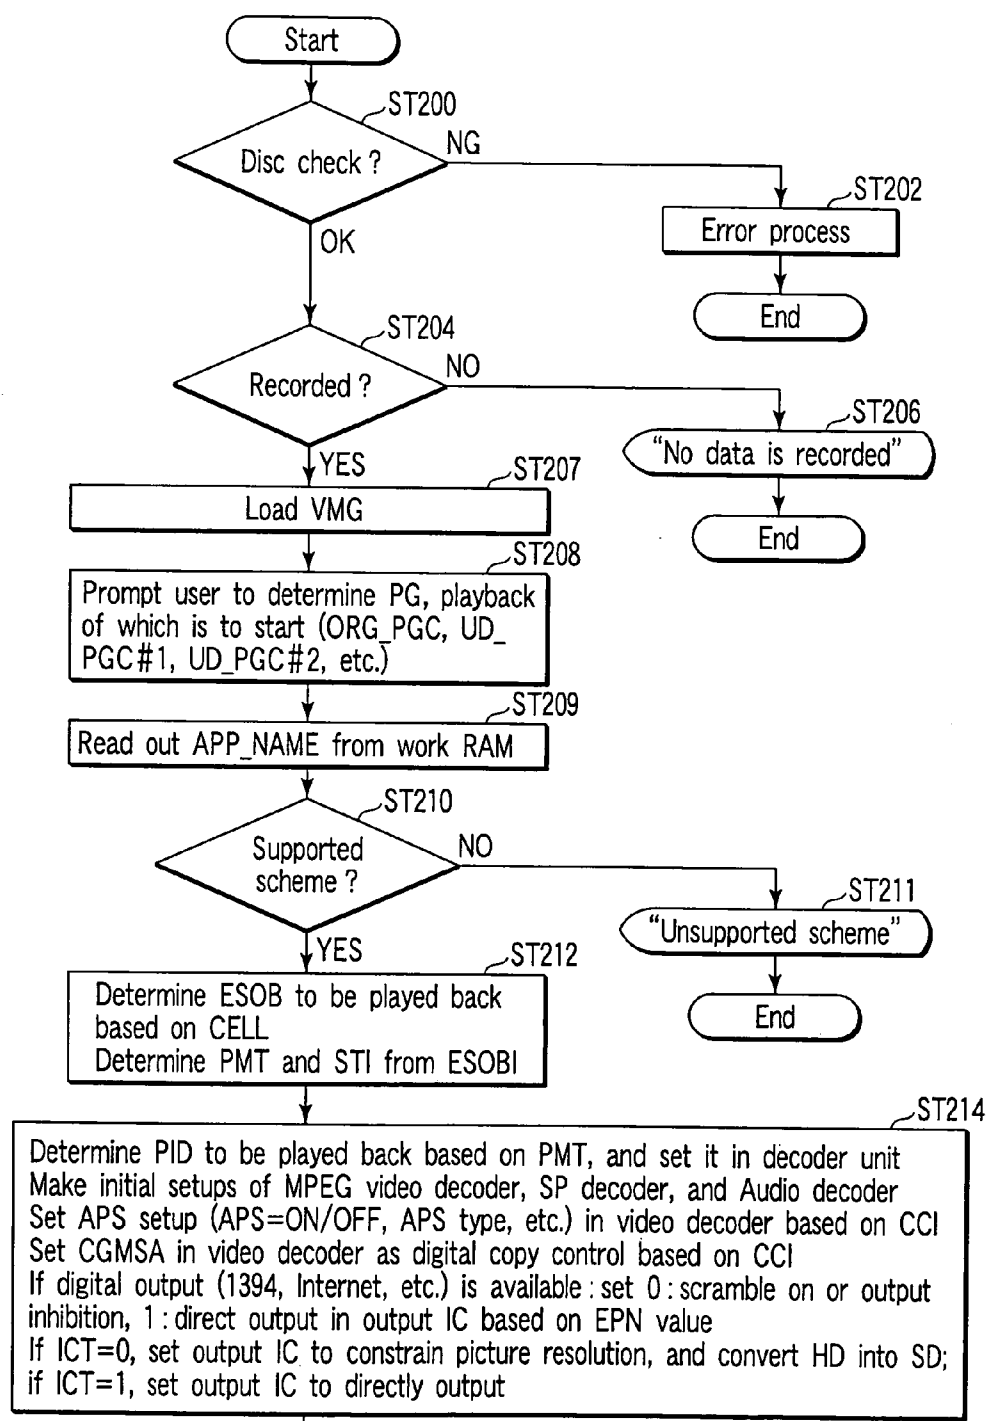 Start
ST200
Disc check ?
NG
ST202
Error process
OK
End
ST204
Recorded ?
NO
ST206
“No data is recorded”
YES
End
ST207
Load VMG
ST208
Prompt user to determine PG, playback
of which is to start (ORG_PGC, UD_
PGC#1, UD_PGC#2, etc.)
ST209
Read out APP_NAME from work RAM
ST210
Supported
scheme ?
NO
ST211
“Unsupported scheme”
YES
End
ST212
Determine ESOB to be played back
based on CELL
Determine PMT and STI from ESOBI
ST214
Determine PID to be played back based on PMT, and set it in decoder unit
Make initial setups of MPEG video decoder, SP decoder, and Audio decoder
Set APS setup (APS=ON/OFF, APS type, etc.) in video decoder based on CCI
Set CGMSA in video decoder as digital copy control based on CCI
If digital output (1394, Internet, etc.) is available : set 0 : scramble on or output
inhibition, 1 : direct output in output IC based on EPN value
If ICT=0, set output IC to constrain picture resolution, and convert HD into SD;
if ICT=1, set output IC to directly output